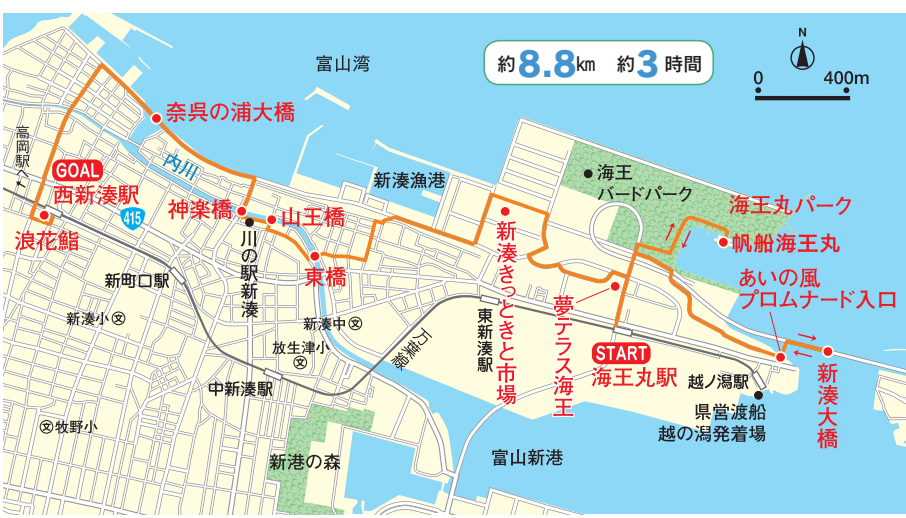 富山湾
約8.8km 約3時間
N
0 400m
奈呉の浦大橋
高岡駅へ
内川
GOAL
西新湊駅
415
浪花鮨
神楽橋
山王橋
川の駅新湊
東橋
新湊漁港
海王
バードパーク
海王丸パーク
帆船海王丸
新湊きっときと市場
あいの風
プロムナード入口
夢テラス海王
START
海王丸駅
新町口駅
新湊小
新湊中
放生津小
万葉線
東新湊駅
中新湊駅
牧野小
越ノ潟駅
県営渡船
越の潟発着場
新湊大橋
新港の森
富山新港